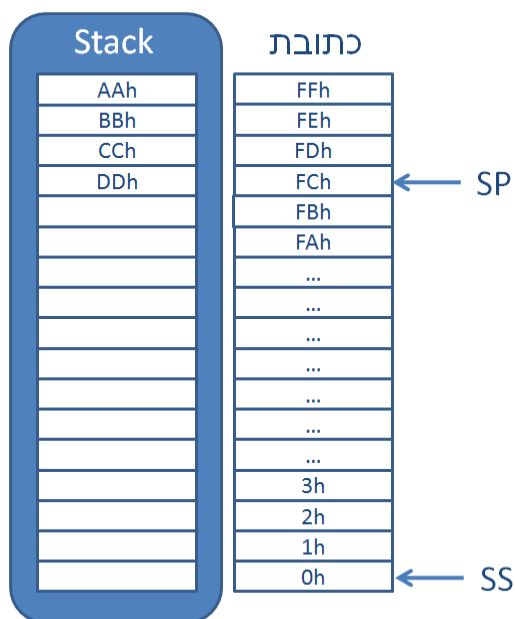 Stack כתובת
AAh FFh
BBh FEh
CCh FDh
DDh FCh SP
FBh
FAh
...
...
...
...
...
...
...
3h
2h
1h
0h SS